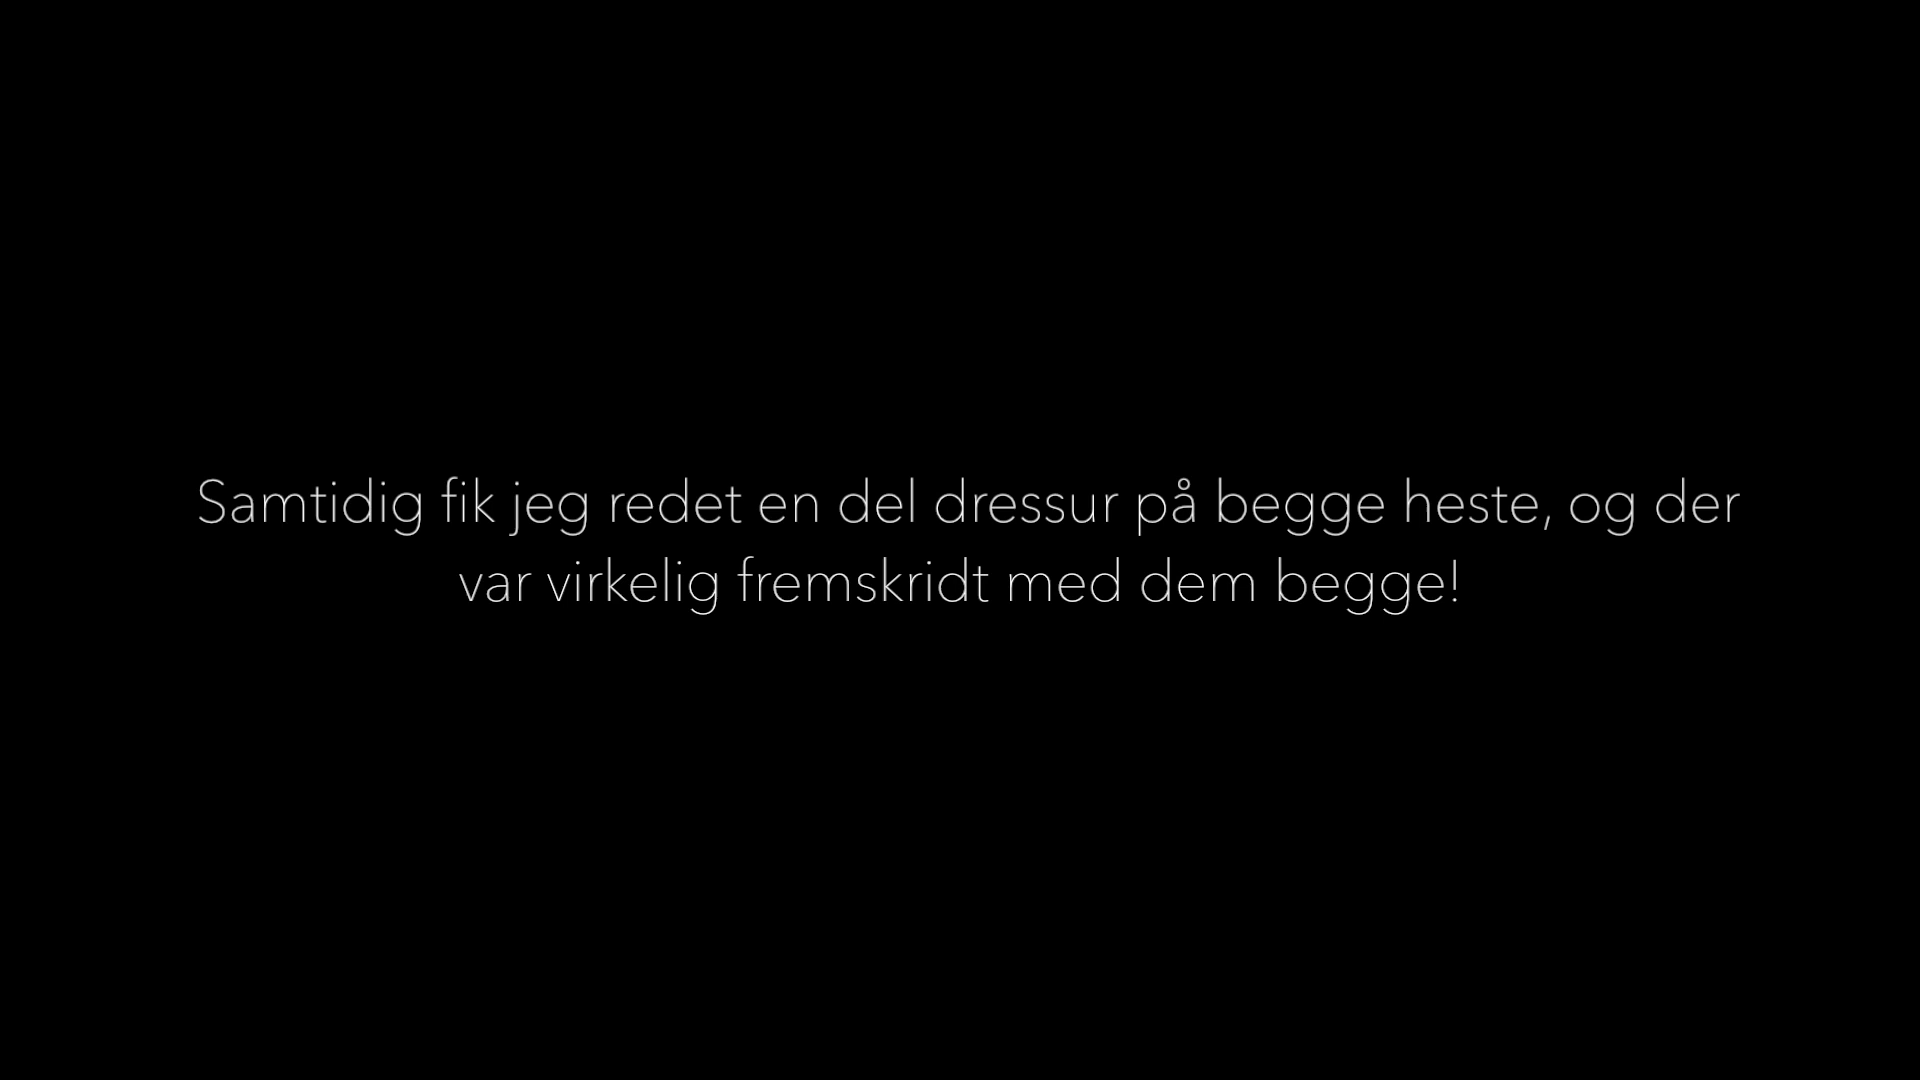 Samtidig fik jeg redet en del dressur på begge heste, og der
var virkelig fremskridt med dem begge!